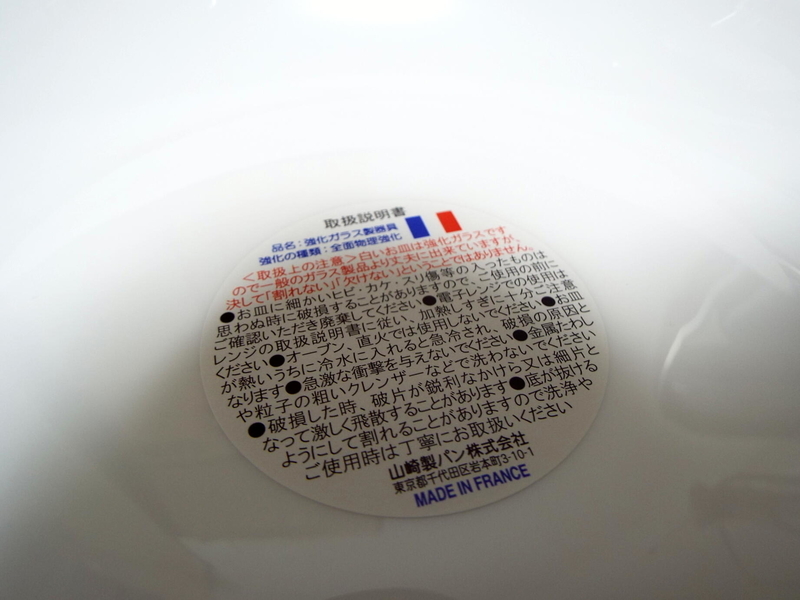 取扱説明書
品名：強化ガラス製器具
強化の種類：全面物理強化
＜取扱上の注意＞白いお皿は強化ガラスです
ので一般のガラス製品より丈夫に出来ていますが、
決して「割れない」「欠けない」ということではありません。
●お皿に細かいヒビ・カケ・スリ傷等の入ったものは
思わぬ時に破損することがありますので、ご使用の前に
ご確認いただき廃棄してください●電子レンジでの使用は
レンジの取扱説明書に従い、加熱しすぎに十分ご注意
ください●オーブン、直火では使用しないでください●お皿
が熱いうちに冷水に入れると急冷され、破損の原因と
なります●急激な衝撃を与えないでください●金属たわし
や粒子の粗いクレンザーなどで洗わないでください
●破損した時、破片が鋭利なかけら又は細片と
なって激しく飛散することがあります●底が抜ける
ようにして割れることがありますので洗浄や
ご使用時は丁寧にお取扱いください
山崎製パン株式会社
東京都千代田区岩本町3-10-1
MADE IN FRANCE